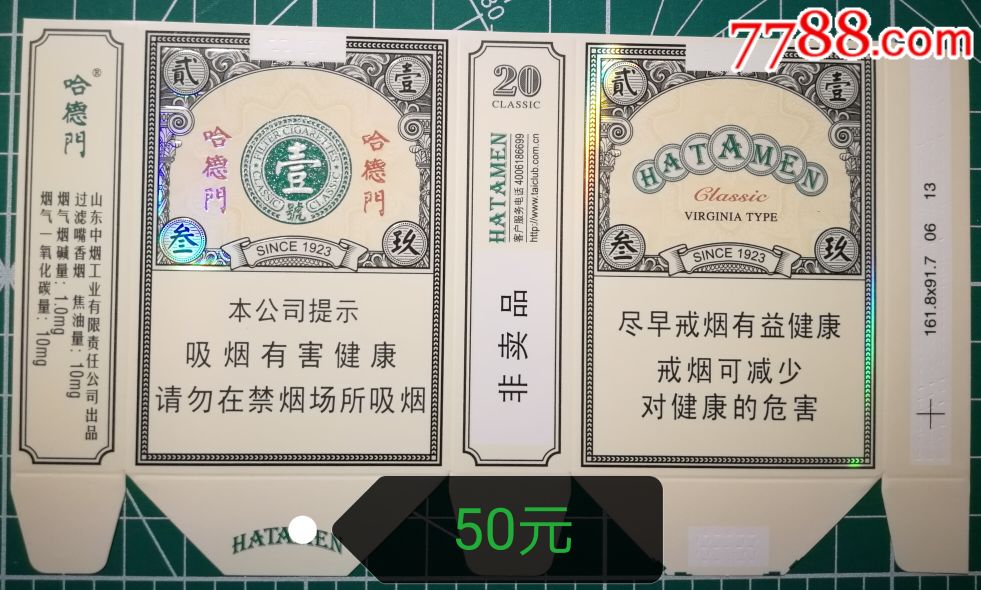 7788.com
哈德門®
山东中烟工业有限责任公司出品
过滤嘴香烟 焦油量：10mg
烟气烟碱量：1.0mg
烟气一氧化碳量：10mg
貳
壹
哈德門
FILTER CIGARETTES
壹
號
CLASSIC CLASSIC
哈德門
叁
玖
SINCE 1923
本公司提示
吸烟有害健康
请勿在禁烟场所吸烟
20
CLASSIC
HATAMEN
客户服务电话 4006186699
http://www.taiclub.com.cn
非卖品
貳
壹
HATAMEN
Classic
VIRGINIA TYPE
叁
玖
SINCE 1923
尽早戒烟有益健康
戒烟可减少
对健康的危害
161.8x91.7 06 13
HATAMEN
50元